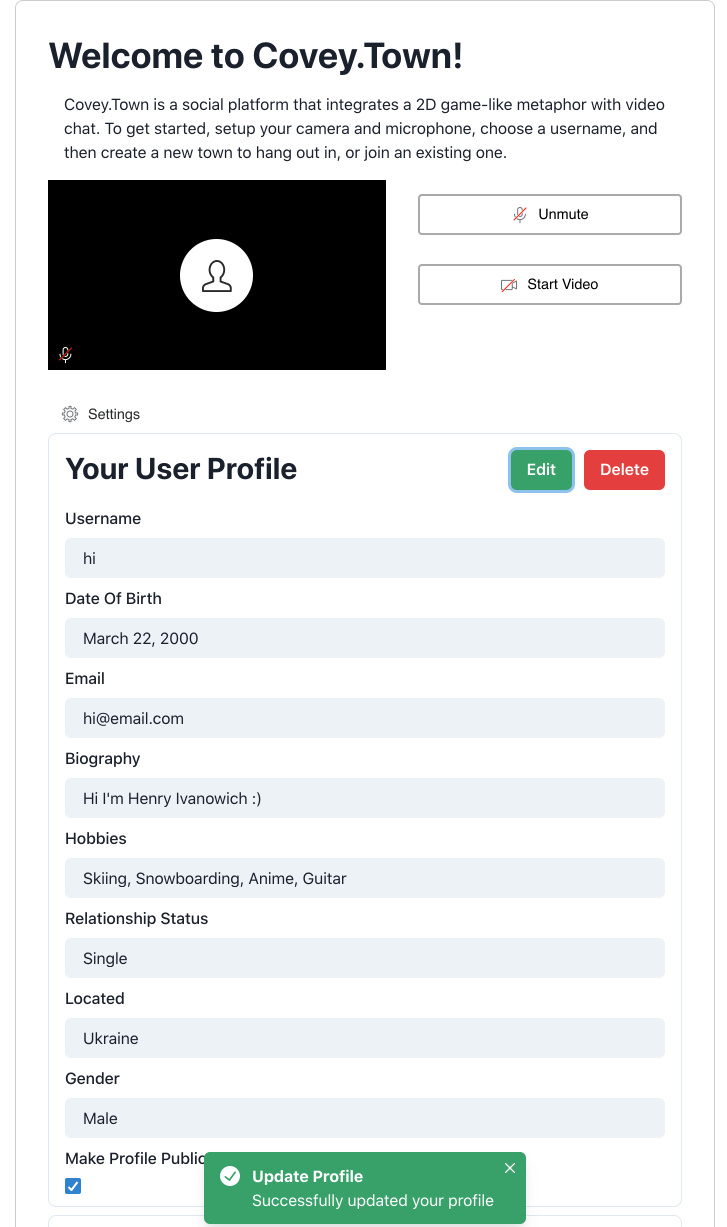 Welcome to Covey.Town!
Covey.Town is a social platform that integrates a 2D game-like metaphor with video
chat. To get started, setup your camera and microphone, choose a username, and
then create a new town to hang out in, or join an existing one.
Unmute
Start Video
Settings
Your User Profile
Edit
Delete
Username
hi
Date Of Birth
March 22, 2000
Email
hi@email.com
Biography
Hi I'm Henry Ivanowich :)
Hobbies
Skiing, Snowboarding, Anime, Guitar
Relationship Status
Single
Located
Ukraine
Gender
Male
Make Profile Public
Update Profile
Successfully updated your profile